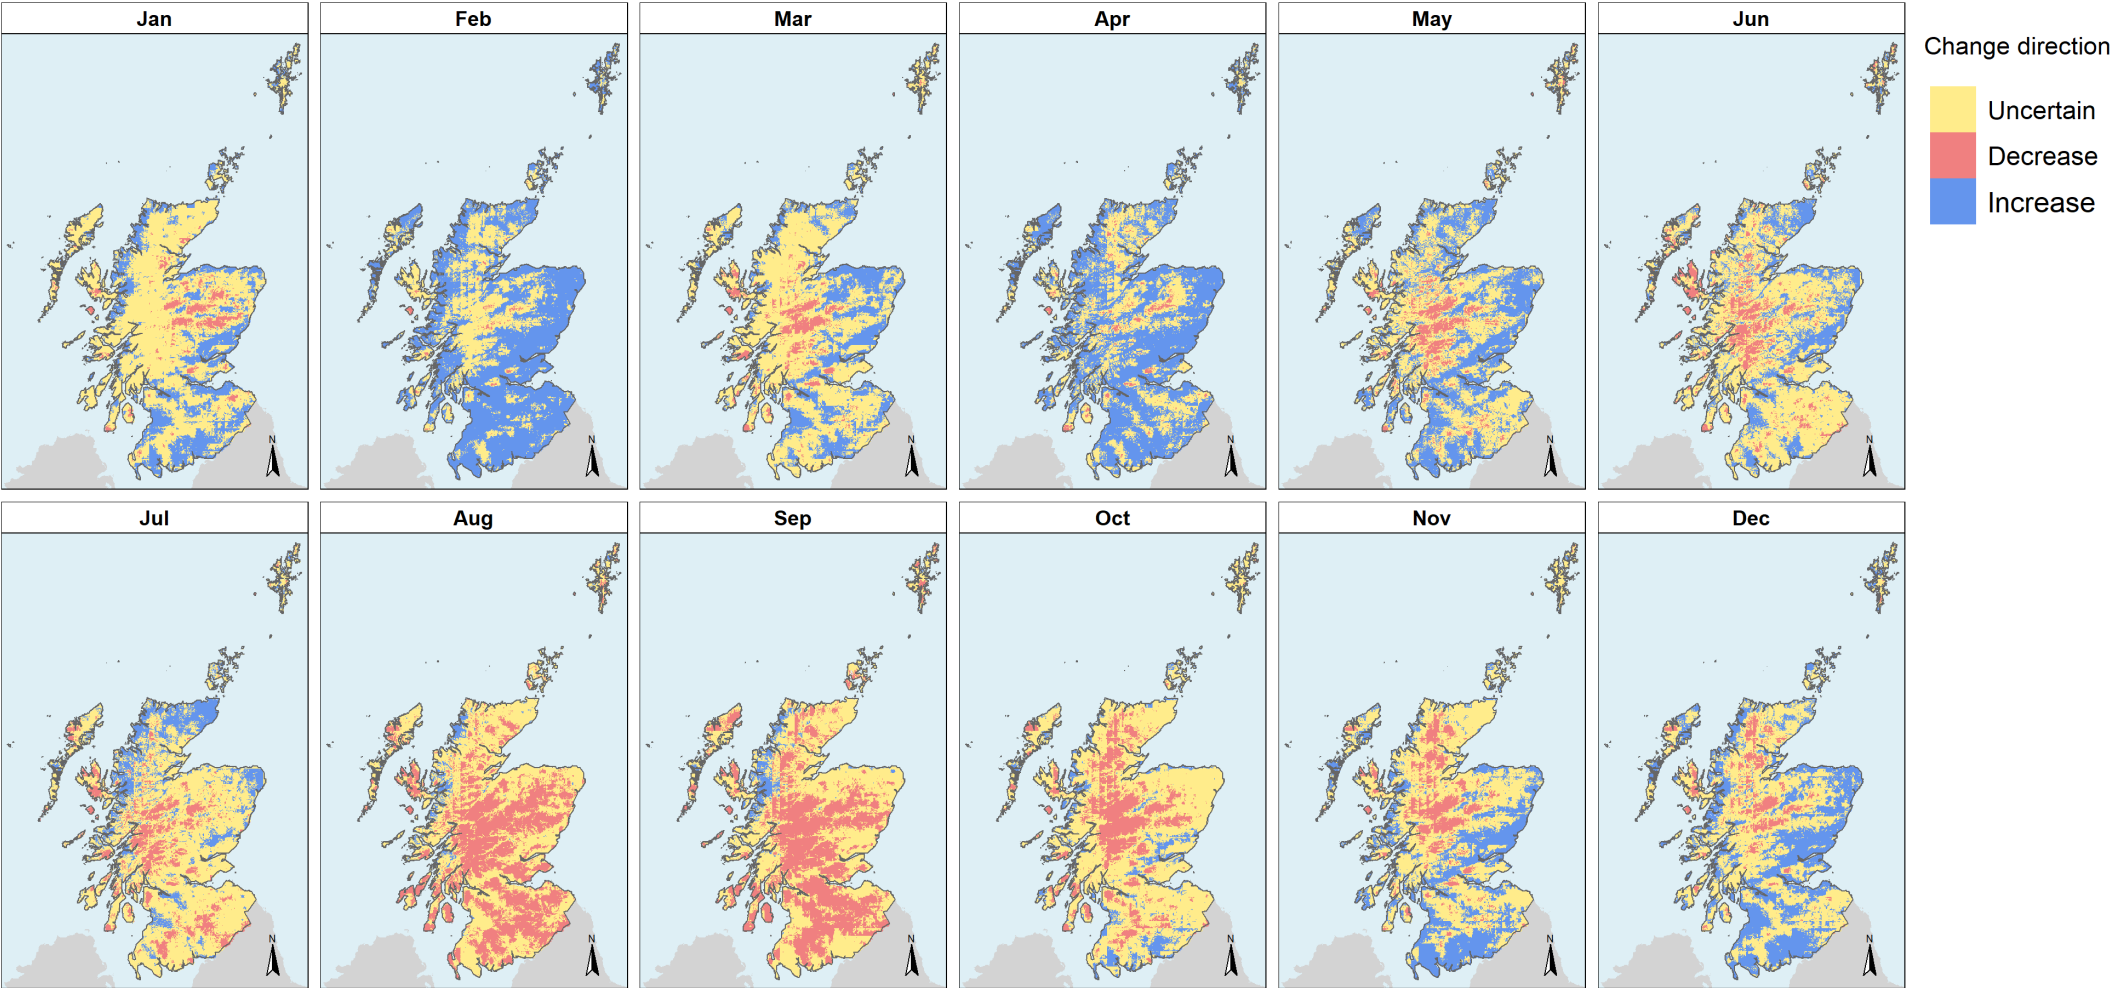 Jan
Feb
Mar
Apr
May
Jun
Change direction
Uncertain
Decrease
Increase
N
N
N
N
N
N
Jul
Aug
Sep
Oct
Nov
Dec
N
N
N
N
N
N